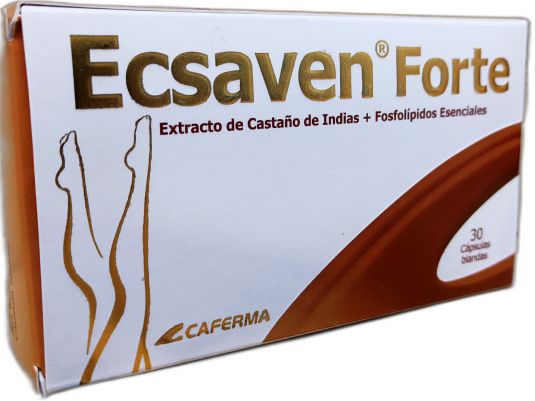 Ecsaven® Forte
Extracto de Castaño de Indias + Fosfolípidos Esenciales
30
Cápsulas
blandas
CAFERMA